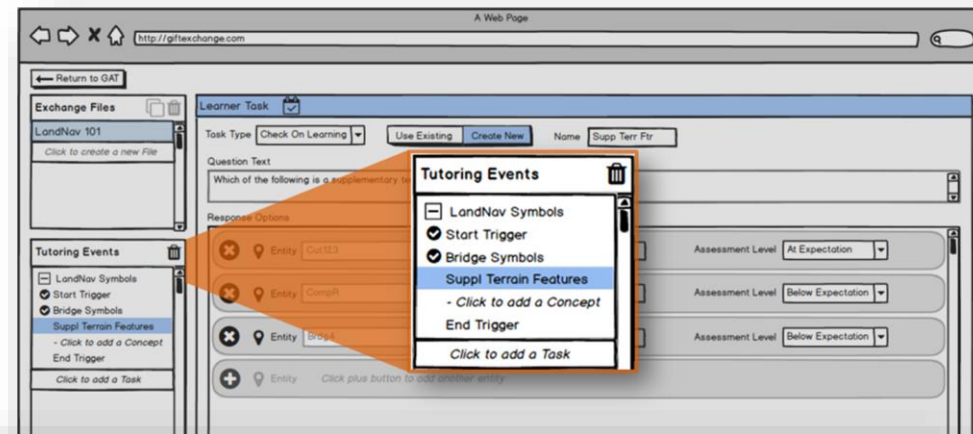 A Web Page
http://giftexchange.com
Return to GAT
Exchange Files
LandNav 101
Click to create a new File
Learner Task
Task Type Check On Learning Use Existing Create New Name Supp Terr Ftr
Question Text
Which of the following is a supplementary
Response Options
Entity Cut123 Assessment Level At Expectation
Entity Assessment Level Below Expectation
Entity Assessment Level Below Expectation
Entity Click plus button to add another entity
Tutoring Events
LandNav Symbols
Start Trigger
Bridge Symbols
Suppl Terrain Features
- Click to add a Concept
End Trigger
Click to add a Task
Tutoring Events
LandNav Symbols
Start Trigger
Bridge Symbols
Suppl Terrain Features
- Click to add a Concept
End Trigger
Click to add a Task